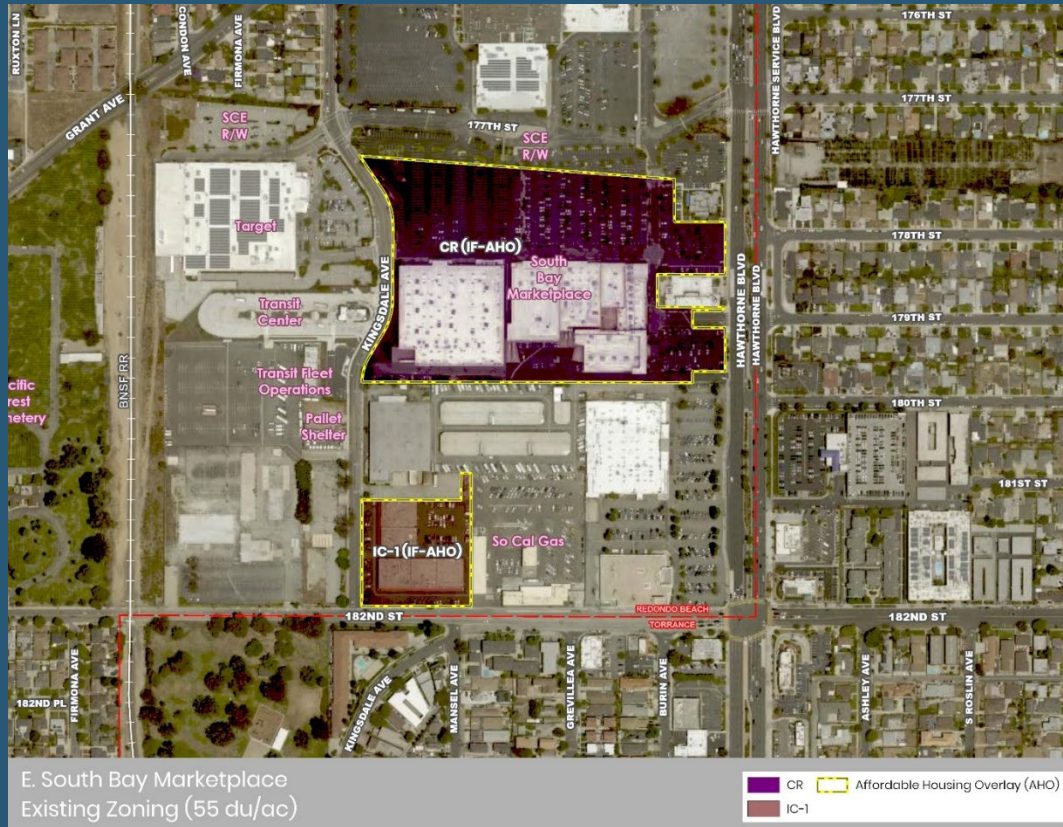 RUXTON LN
CONDON AVE
FIRMONA AVE
GRANT AVE
SCE
R/W
177TH ST
SCE
R/W
HAWTHORNE SERVICE BLVD
176TH ST
177TH ST
Target
CR (IF-AHO)
South
Bay
Marketplace
178TH ST
KINGSDALE AVE
Transit
Center
HAWTHORNE BLVD
HAWTHORNE BLVD
179TH ST
BNSF RR
cific
rest
metery
Transit Fleet
Operations
Pallet
Shelter
180TH ST
181ST ST
IC-1 (IF-AHO)
So Cal Gas
182ND ST
REDONDO BEACH
TORRANCE
182ND ST
182ND PL
FIRMONA AVE
KINGSDALE AVE
MANSEL AVE
GREVILLEA AVE
BURIN AVE
ASHLEY AVE
S ROSLIN AVE
E. South Bay Marketplace
Existing Zoning (55 du/ac)
CR
Affordable Housing Overlay (AHO)
IC-1